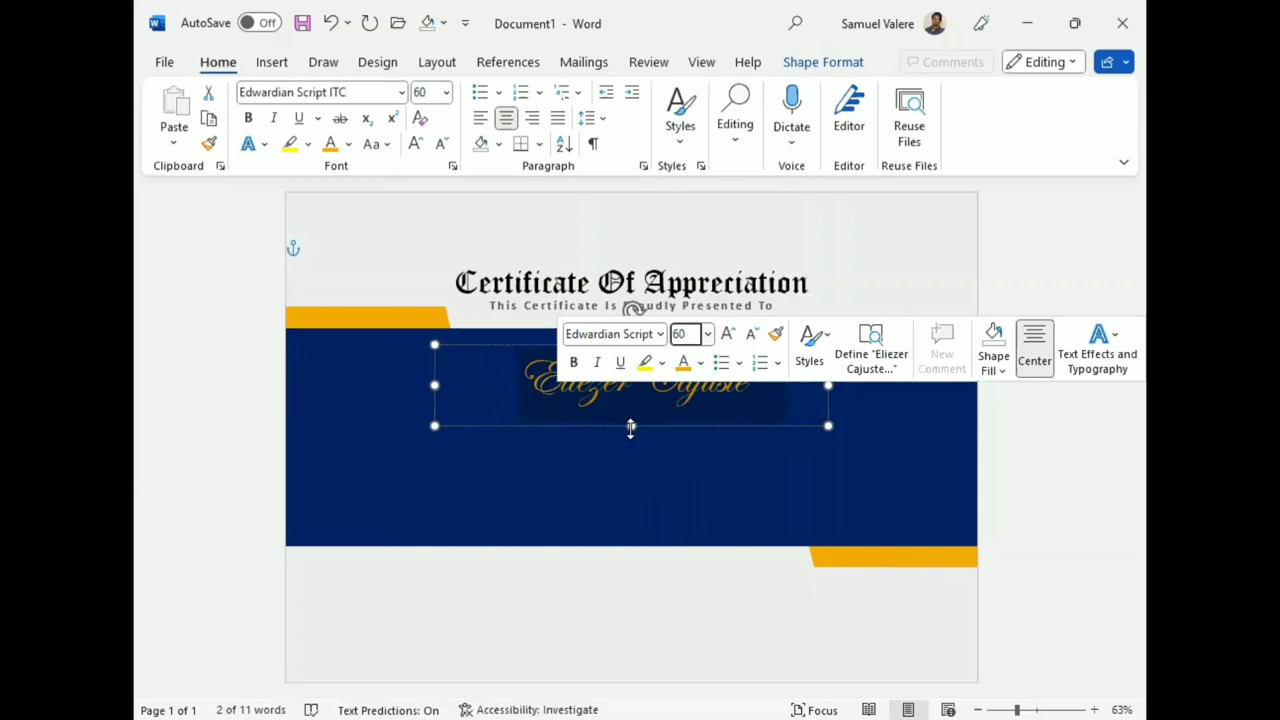 AutoSave Off Document1 - Word Samuel Valere
File Home Insert Draw Design Layout References Mailings Review View Help Shape Format Comments Editing
Edwardian Script ITC 60
Paste Styles Editing Dictate Editor Reuse Files
Clipboard Font Paragraph Styles Voice Editor Reuse Files
Certificate Of Appreciation
This Certificate Is Proudly Presented To
Edwardian Script 60
Styles Define "Eliezer Cajuste..." New Comment Shape Fill Center Text Effects and Typography
Eliezer Cajuste
Page 1 of 1 2 of 11 words Text Predictions: On Accessibility: Investigate Focus 63%